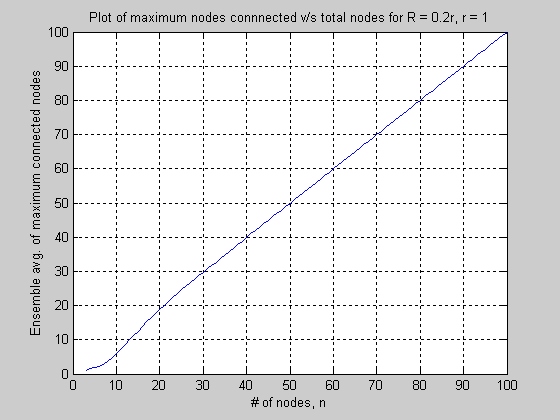 Plot of maximum nodes connnected v/s total nodes for R = 0.2r, r = 1
Ensemble avg. of maximum connected nodes
100
90
80
70
60
50
40
30
20
10
0
0 10 20 30 40 50 60 70 80 90 100
# of nodes, n